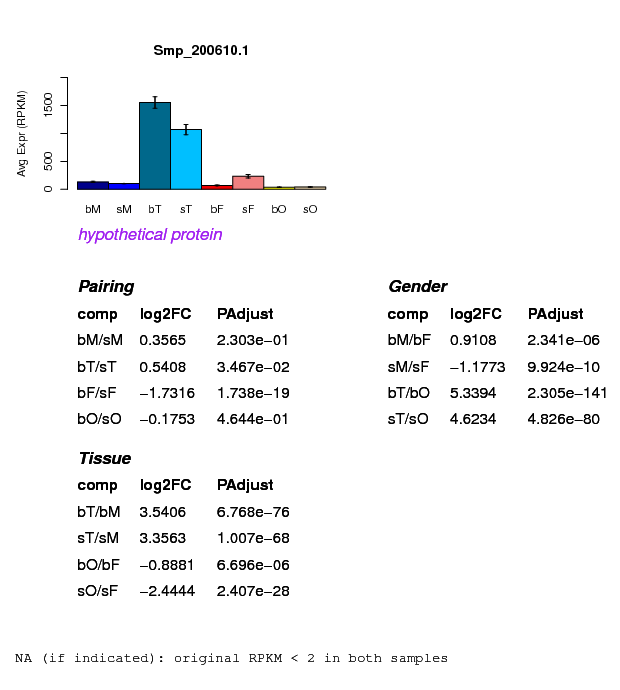 Smp_200610.1
Avg Expr (RPKM)
1500
500
0
bM sM bT sT bF sF bO sO
hypothetical protein
Pairing
comp log2FC PAdjust
bM/sM 0.3565 2.303e−01
bT/sT 0.5408 3.467e−02
bF/sF −1.7316 1.738e−19
bO/sO −0.1753 4.644e−01
Gender
comp log2FC PAdjust
bM/bF 0.9108 2.341e−06
sM/sF −1.1773 9.924e−10
bT/bO 5.3394 2.305e−141
sT/sO 4.6234 4.826e−80
Tissue
comp log2FC PAdjust
bT/bM 3.5406 6.768e−76
sT/sM 3.3563 1.007e−68
bO/bF −0.8881 6.696e−06
sO/sF −2.4444 2.407e−28
NA (if indicated): original RPKM < 2 in both samples